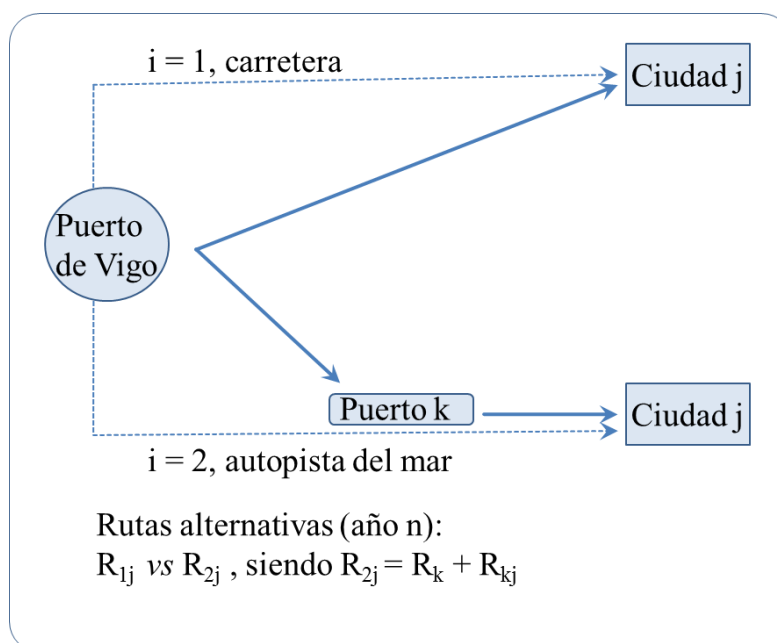 i = 1, carretera
Ciudad j
Puerto
de Vigo
Puerto k
Ciudad j
i = 2, autopista del mar
Rutas alternativas (año n):
R1j vs R2j , siendo R2j = Rk + Rkj